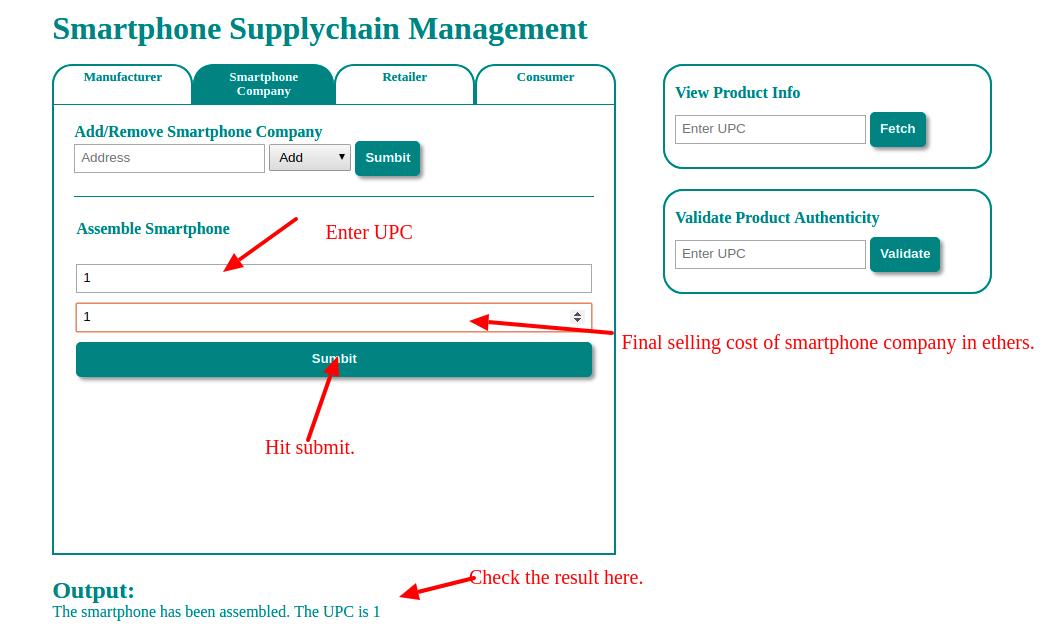 Smartphone Supplychain Management
Manufacturer
Smartphone
Company
Retailer
Consumer
Add/Remove Smartphone Company
Address
Add
Sumbit
Assemble Smartphone
Enter UPC
1
1
Final selling cost of smartphone company in ethers.
Sumbit
Hit submit.
View Product Info
Enter UPC
Fetch
Validate Product Authenticity
Enter UPC
Validate
Check the result here.
Output:
The smartphone has been assembled. The UPC is 1